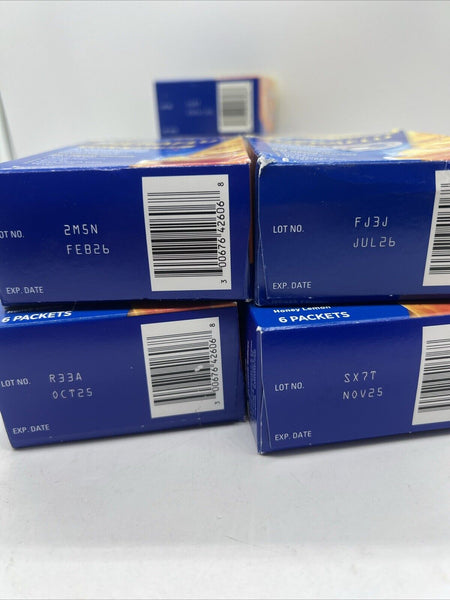 LOT NO.
2M5N
FEB26
3 00676 42606 8
EXP. DATE
LOT NO.
FJ3J
JUL26
EXP. DATE
Honey Lemon
6 PACKETS
6 PACKETS
LOT NO.
R33A
OCT25
3 00676 42606 8
EXP. DATE
LOT NO.
SX7T
NOV25
EXP. DATE